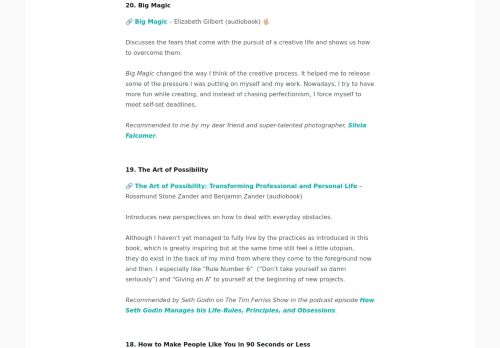 20. Big Magic
🔗 Big Magic – Elizabeth Gilbert (audiobook) 🖖🏼
Discusses the fears that come with the pursuit of a creative life and shows us how
to overcome them.
Big Magic changed the way I think of the creative process. It helped me to release
some of the pressure I was putting on myself and my work. Nowadays, I try to have
more fun while creating, and instead of chasing perfectionism, I force myself to
meet self-set deadlines.
Recommended to me by my dear friend and super-talented photographer, Silvia
Falcomer.
19. The Art of Possibility
🔗 The Art of Possibility: Transforming Professional and Personal Life –
Rosamund Stone Zander and Benjamin Zander (audiobook)
Introduces new perspectives on how to deal with everyday obstacles.
Although I haven't yet managed to fully live by the practices as introduced in this
book, which is greatly inspiring but at the same time still feel a little utopian,
they do exist in the back of my mind from where they come to the foreground now
and then. I especially like “Rule Number 6” (“Don’t take yourself so damn
seriously”) and “Giving an A” to yourself at the beginning of new projects.
Recommended by Seth Godin on The Tim Ferriss Show in the podcast episode How
Seth Godin Manages his Life–Rules, Principles, and Obsessions.
18. How to Make People Like You in 90 Seconds or Less